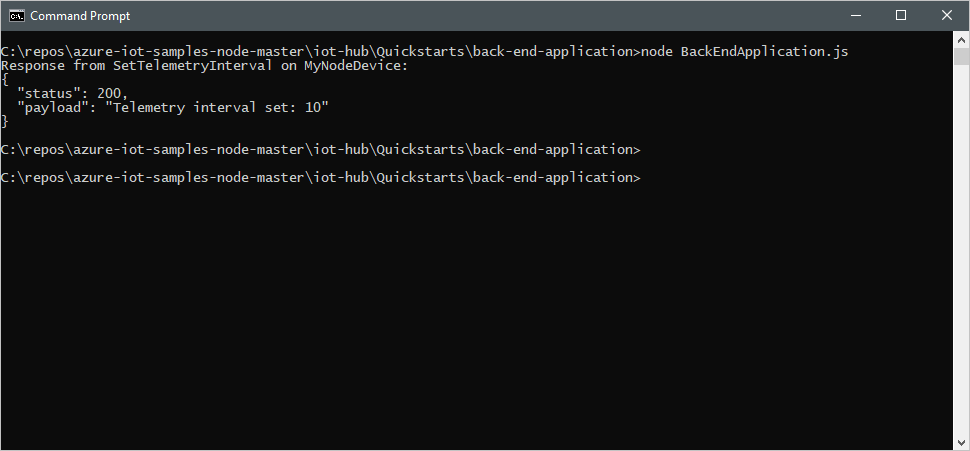 Command Prompt
C:\repos\azure-iot-samples-node-master\iot-hub\Quickstarts\back-end-application>node BackEndApplication.js
Response from SetTelemetryInterval on MyNodeDevice:
{
  "status": 200,
  "payload": "Telemetry interval set: 10"
}
C:\repos\azure-iot-samples-node-master\iot-hub\Quickstarts\back-end-application>
C:\repos\azure-iot-samples-node-master\iot-hub\Quickstarts\back-end-application>